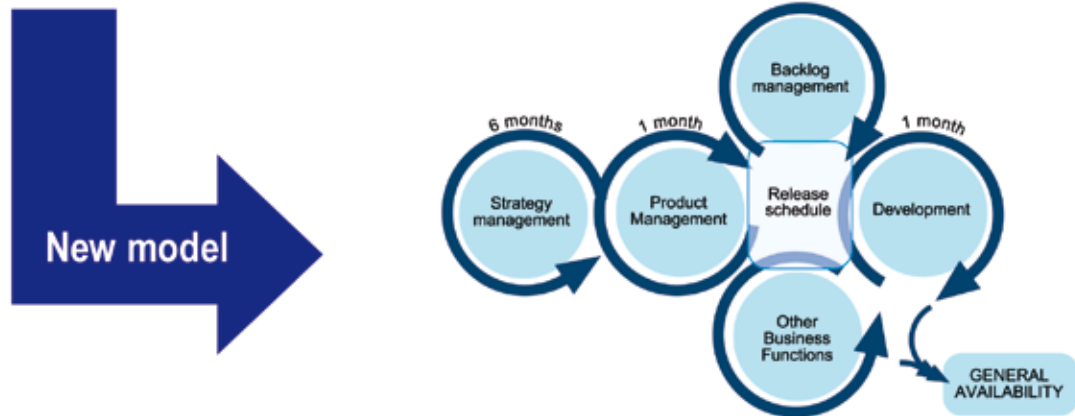 New model
6 months
Strategy
management
1 month
Product
Management
Backlog
management
Release
schedule
1 month
Development
Other
Business
Functions
GENERAL
AVAILABILITY